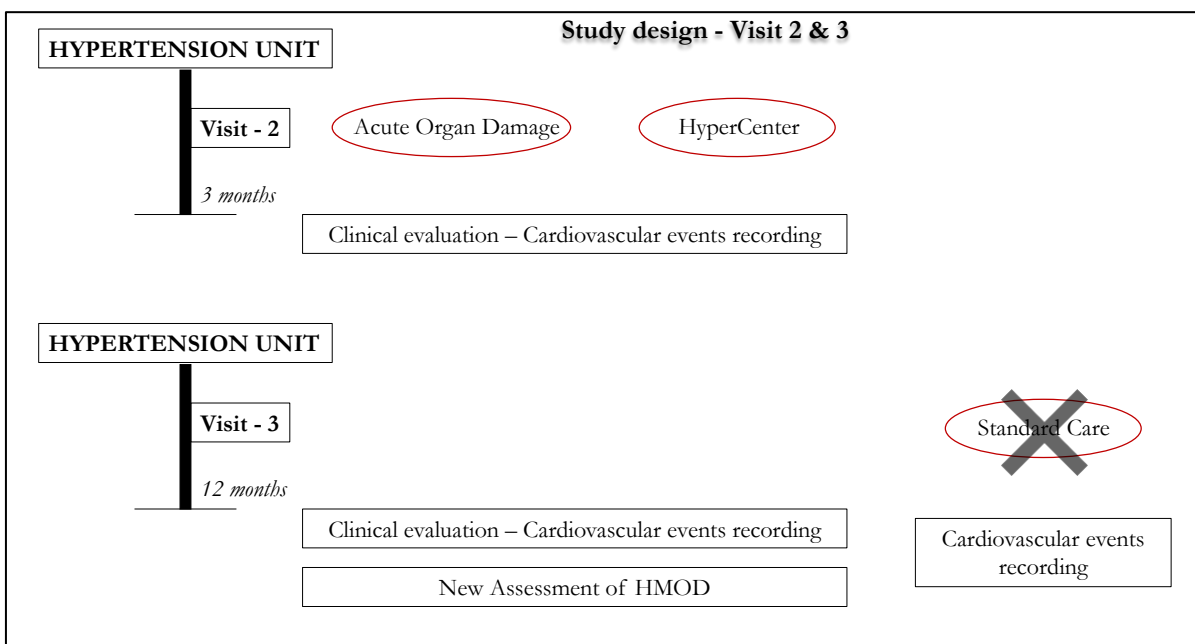 Study design - Visit 2 & 3
HYPERTENSION UNIT
Visit - 2
Acute Organ Damage
HyperCenter
3 months
Clinical evaluation – Cardiovascular events recording
HYPERTENSION UNIT
Visit - 3
Standard Care
12 months
Clinical evaluation – Cardiovascular events recording
Cardiovascular events
recording
New Assessment of HMOD